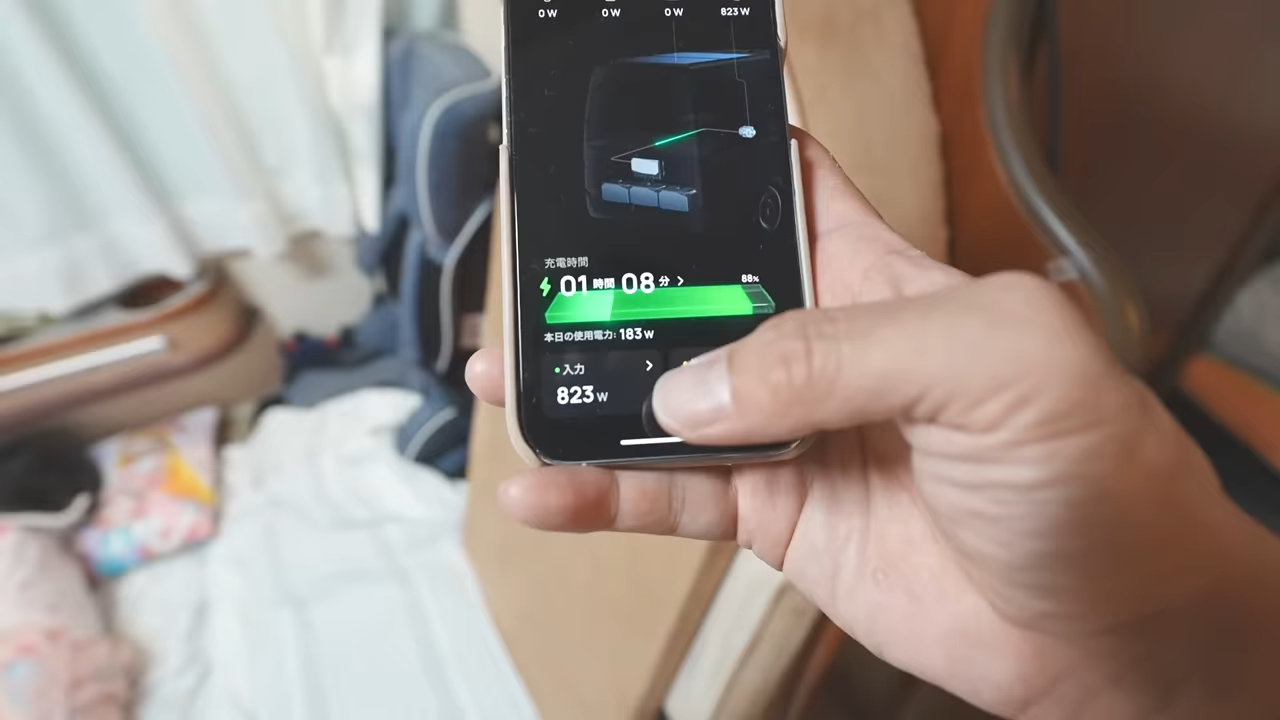 0 W 0 W 0 W 823 W
充電時間
01 時間 08 分 88%
本日の使用電力: 183 W
入力
823 W